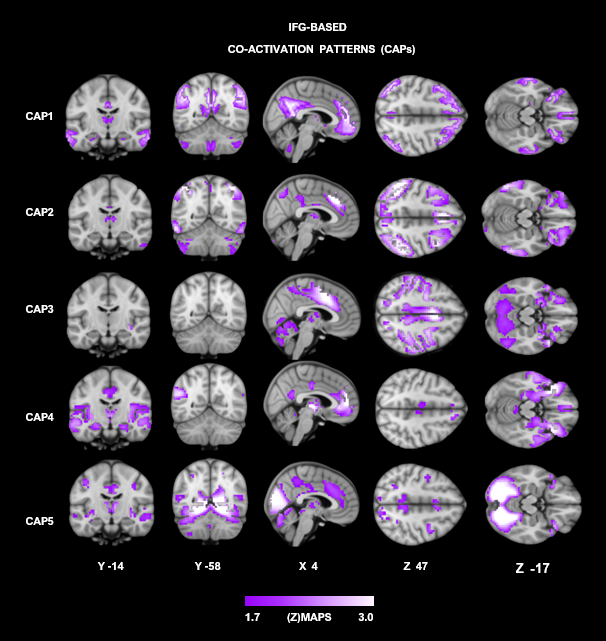 IFG-BASED
CO-ACTIVATION PATTERNS (CAPs)
CAP1
CAP2
CAP3
CAP4
CAP5
Y -14 Y -58 X 4 Z 47 Z -17
1.7 (Z)MAPS 3.0